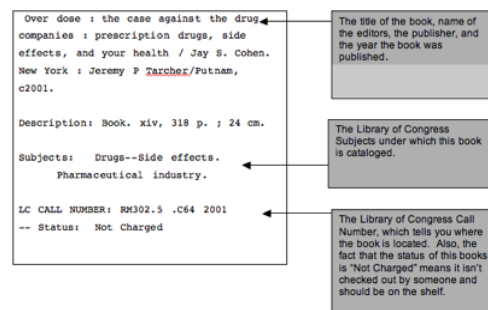 Over dose : the case against the drug
companies : prescription drugs, side
effects, and your health / Jay S. Cohen.
New York : Jeremy P Tarcher/Putnam,
c2001.
Description: Book. xiv, 318 p. ; 24 cm.
Subjects: Drugs--Side effects.
Pharmaceutical industry.
LC CALL NUMBER: RM302.5 .C64 2001
-- Status: Not Charged
The title of the book, name of
the editors, the publisher, and
the year the book was
published.
The Library of Congress
Subjects under which this book
is cataloged.
The Library of Congress Call
Number, which tells you where
the book is located. Also, the
fact that the status of this books
is "Not Charged" means it isn't
checked out by someone and
should be on the shelf.